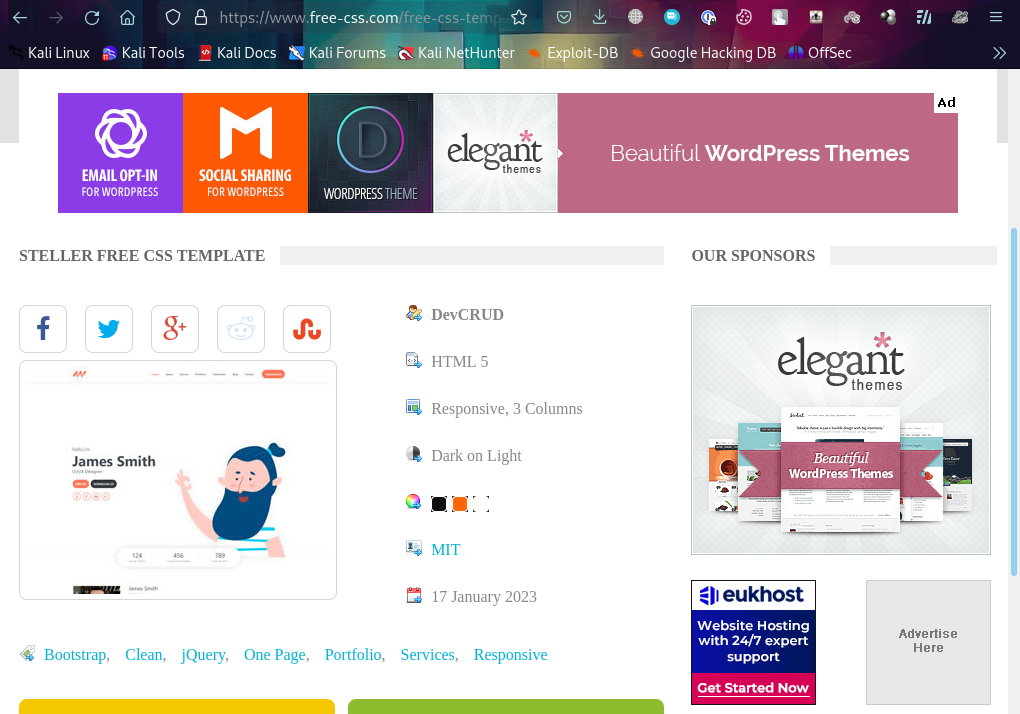 https://www.free-css.com/free-css-temp
Kali Linux Kali Tools Kali Docs Kali Forums Kali NetHunter Exploit-DB Google Hacking DB OffSec
Ad
EMAIL OPT-IN
FOR WORDPRESS
SOCIAL SHARING
FOR WORDPRESS
D
WORDPRESS THEME
elegant
themes
Beautiful WordPress Themes
STELLER FREE CSS TEMPLATE
OUR SPONSORS
DevCRUD
HTML 5
Responsive, 3 Columns
Dark on Light
MIT
17 January 2023
James Smith
UI/UX Designer
124 456 789
James Smith
Bootstrap, Clean, jQuery, One Page, Portfolio, Services, Responsive
elegant
themes
Beautiful
WordPress Themes
eukhost
Website Hosting
with 24/7 expert
support
Get Started Now
Advertise
Here